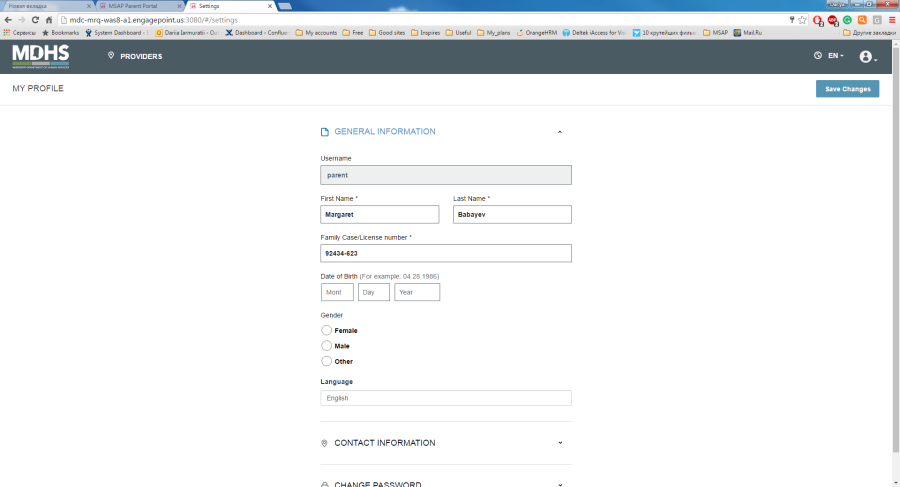 Новая вкладка
MSAP Parent Portal
Settings
mdc-mrq-was8-a1.engagepoint.us:3080/#/settings
Сервисы
Bookmarks
System Dashboard -
Dariia Iarmuratii - Out
Dashboard - Conflue
My accounts
Free
Good sites
Inspires
Useful
My_plans
OrangeHRM
Deltek iAccess for Vis
10 крутейших фильм
MSAP
Mail.Ru
Другие закладки
MDHS
PROVIDERS
EN
MY PROFILE
Save Changes
GENERAL INFORMATION
Username
parent
First Name *
Last Name *
Margaret
Babayev
Family Case/License number *
92434-623
Date of Birth (For example: 04 28 1986)
Mont
Day
Year
Gender
Female
Male
Other
Language
English
CONTACT INFORMATION
CHANGE PASSWORD